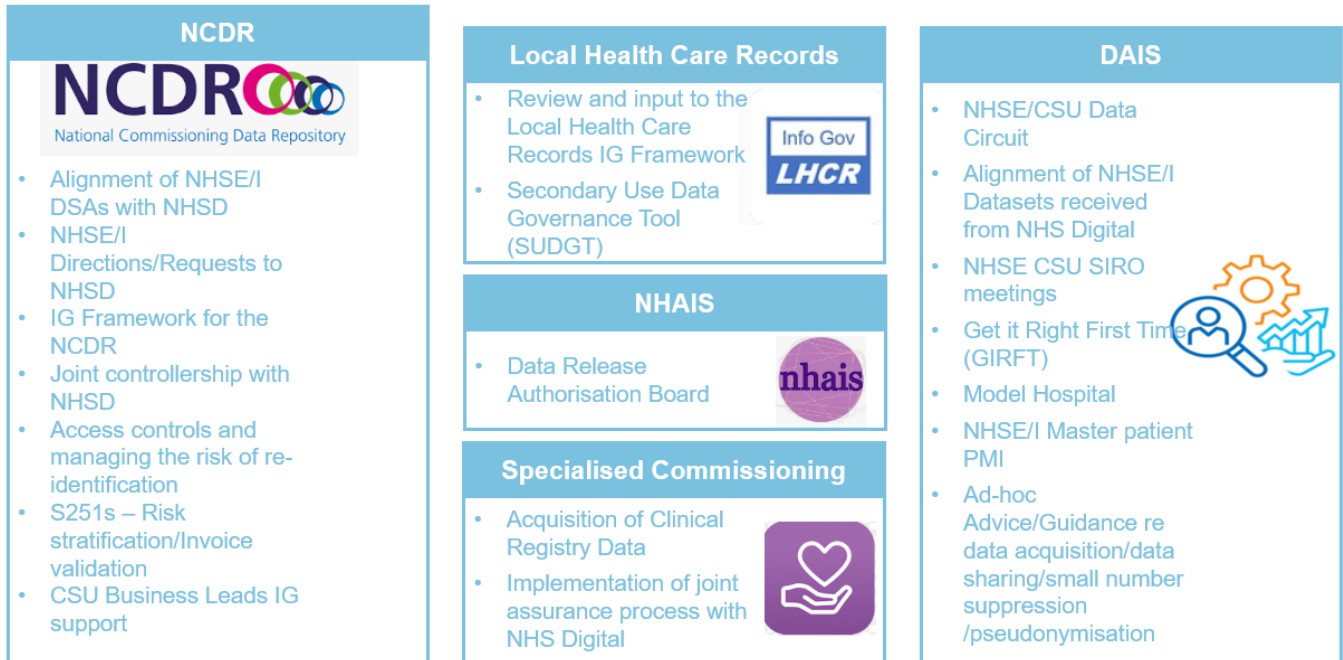 NCDR
NCDR
National Commissioning Data Repository
• Alignment of NHSE/I
DSAs with NHSD
• NHSE/I
Directions/Requests to
NHSD
• IG Framework for the
NCDR
• Joint controllership with
NHSD
• Access controls and
managing the risk of re-
identification
• S251s – Risk
stratification/Invoice
validation
• CSU Business Leads IG
support
Local Health Care Records
• Review and input to the
Local Health Care
Records IG Framework
• Secondary Use Data
Governance Tool
(SUDGT)
Info Gov
LHCR
NHAIS
• Data Release
Authorisation Board
nhais
Specialised Commissioning
• Acquisition of Clinical
Registry Data
• Implementation of joint
assurance process with
NHS Digital
DAIS
• NHSE/CSU Data
Circuit
• Alignment of NHSE/I
Datasets received
from NHS Digital
• NHSE CSU SIRO
meetings
• Get it Right First Time
(GIRFT)
• Model Hospital
• NHSE/I Master patient
PMI
• Ad-hoc
Advice/Guidance re
data acquisition/data
sharing/small number
suppression
/pseudonymisation